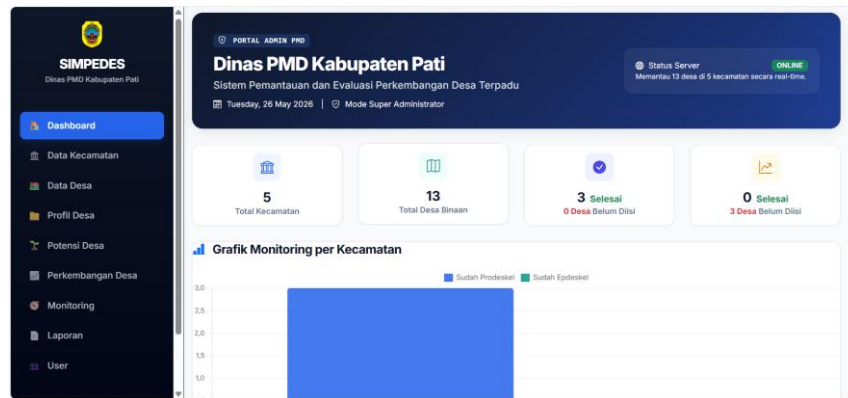 SIMPEDES
Dinas PMD Kabupaten Pati
Dashboard
Data Kecamatan
Data Desa
Profil Desa
Potensi Desa
Perkembangan Desa
Monitoring
Laporan
User
PORTAL ADMIN PMD
Dinas PMD Kabupaten Pati
Sistem Pemantauan dan Evaluasi Perkembangan Desa Terpadu
Tuesday, 26 May 2026 | Mode Super Administrator
Status Server ONLINE
Memantau 13 desa di 5 kecamatan secara real-time.
5
Total Kecamatan
13
Total Desa Binaan
3 Selesai
0 Desa Belum Diisi
0 Selesai
3 Desa Belum Diisi
Grafik Monitoring per Kecamatan
Sudah Prodeskel Sudah Epdeskel
3,0
2,5
2,0
1,5
1,0